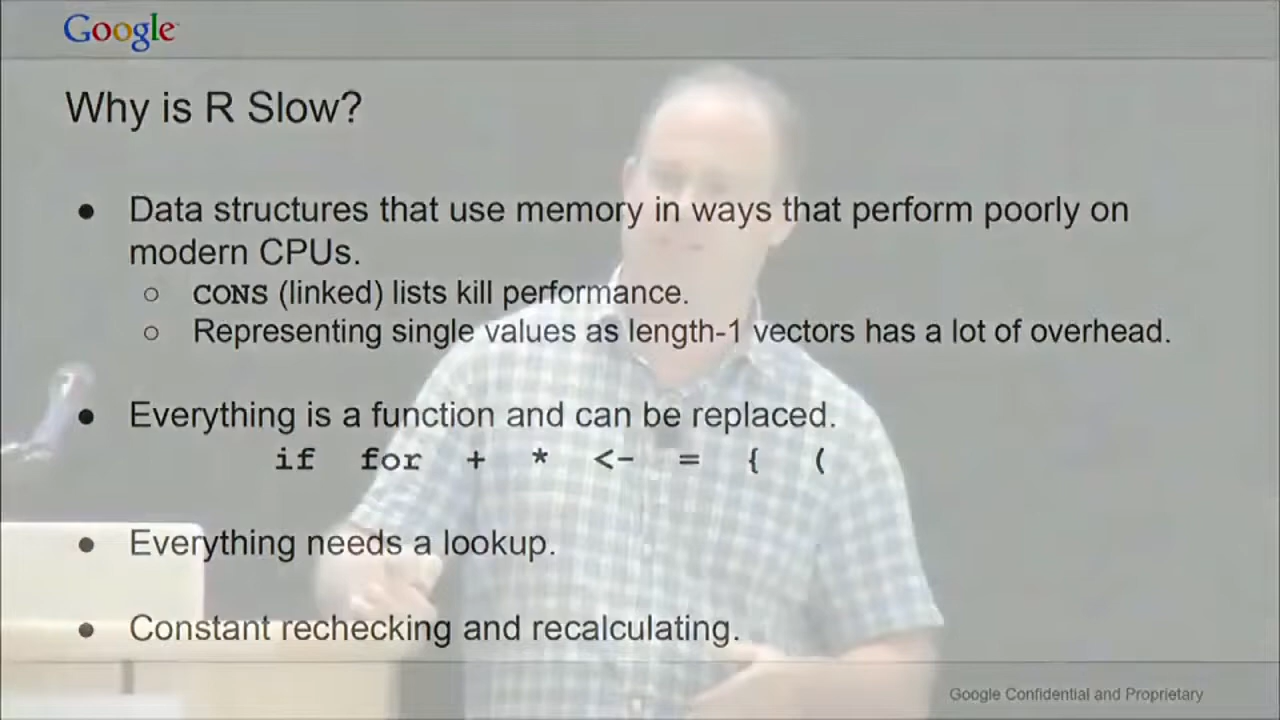 Google
Why is R Slow?
● Data structures that use memory in ways that perform poorly on
modern CPUs.
○ CONS (linked) lists kill performance.
○ Representing single values as length-1 vectors has a lot of overhead.
● Everything is a function and can be replaced.
if for + * <- = { (
● Everything needs a lookup.
● Constant rechecking and recalculating.
Google Confidential and Proprietary